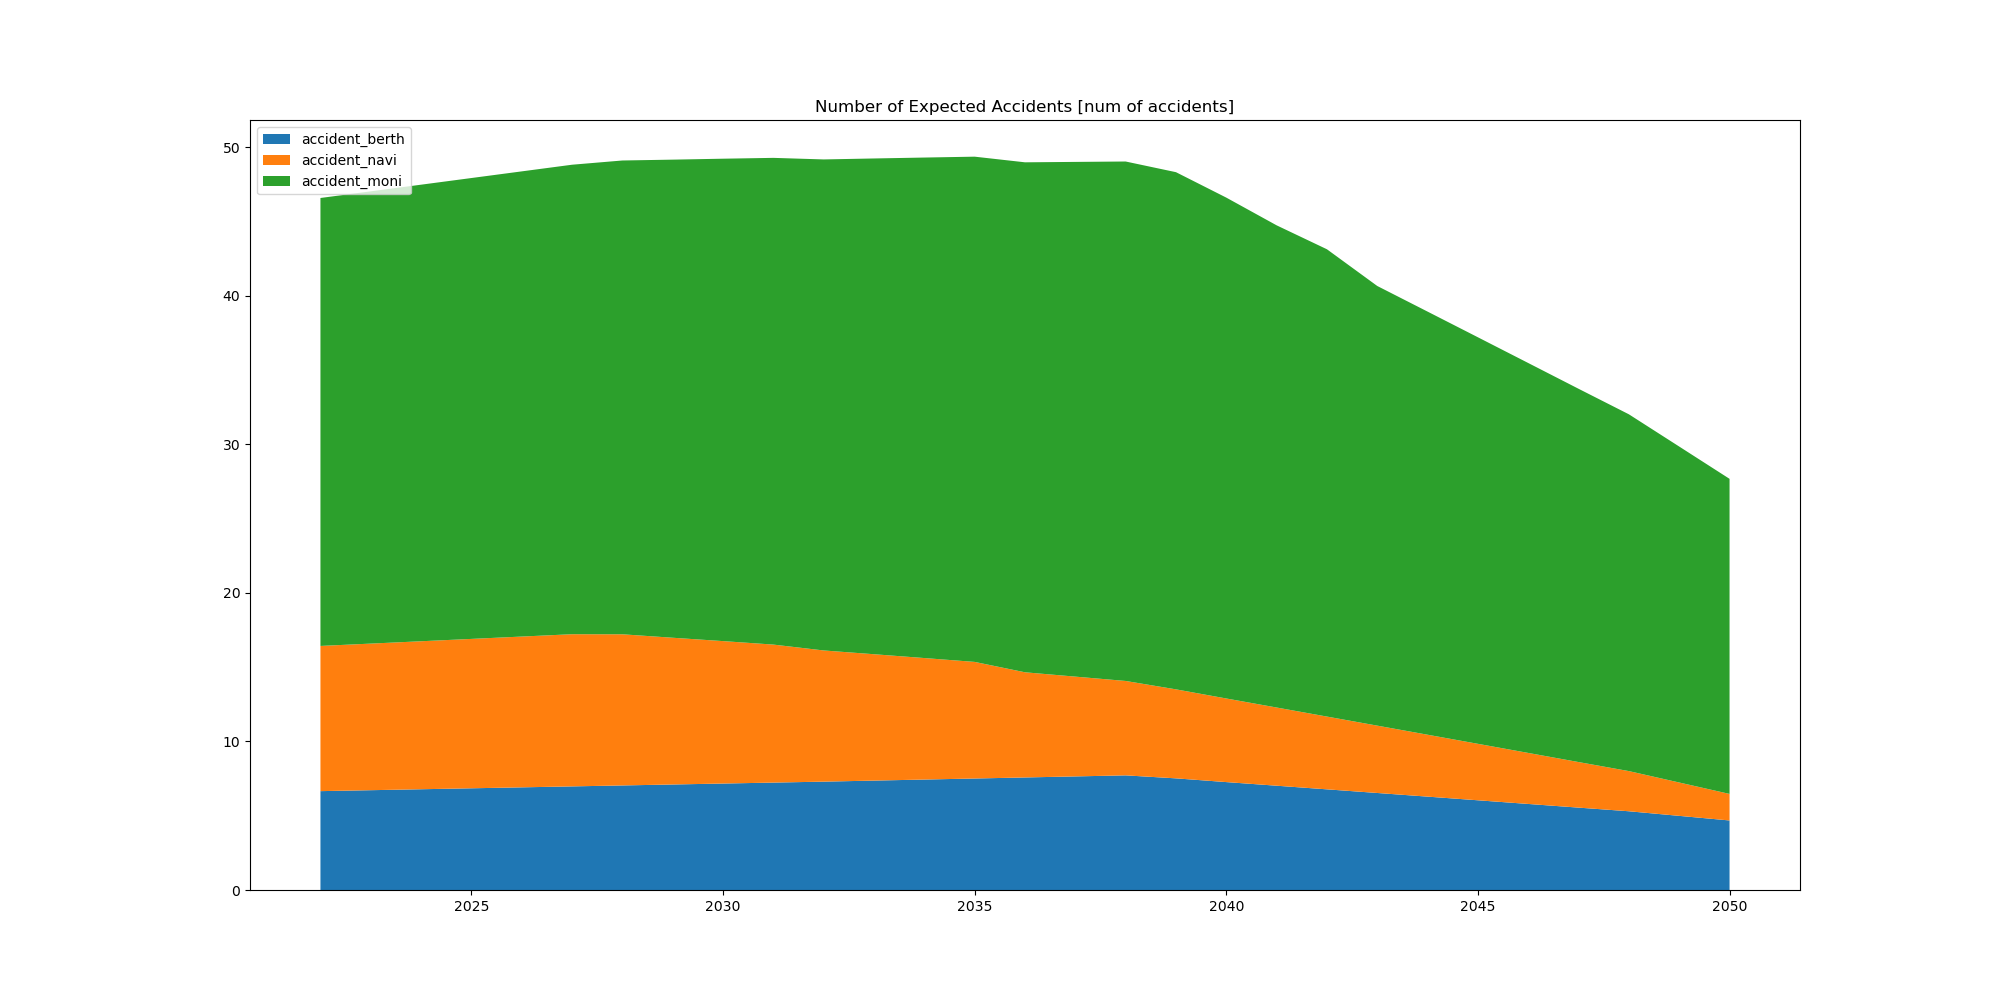 Number of Expected Accidents [num of accidents]
accident_berth
accident_navi
accident_moni
50
40
30
20
10
0
2025 2030 2035 2040 2045 2050